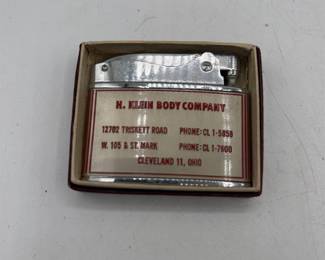 H. KLEIN BODY COMPANY
12702 TRISKETT ROAD PHONE: CL 1-5858
W. 105 & ST. MARK PHONE: CL 1-7600
CLEVELAND 11, OHIO